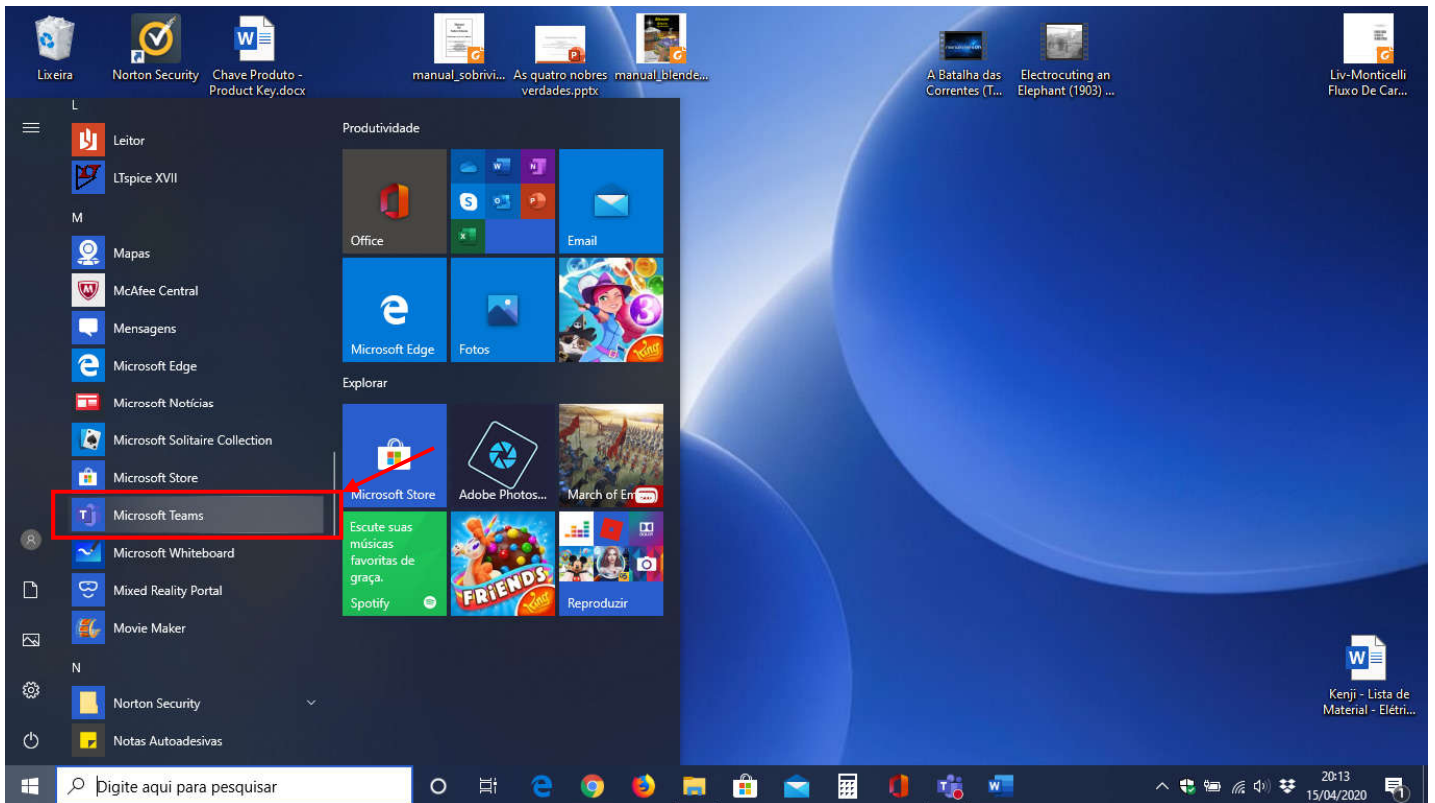 Lixeira
Norton Security
Chave Produto -
Product Key.docx
manual_sobrivi...
As quatro nobres
verdades.pptx
manual_blende...
A Batalha das
Correntes (T...
Electrocuting an
Elephant (1903) ...
Liv-Monticelli
Fluxo De Car...
L
Leitor
LTspice XVII
M
Mapas
McAfee Central
Mensagens
Microsoft Edge
Microsoft Notícias
Microsoft Solitaire Collection
Microsoft Store
Microsoft Teams
Microsoft Whiteboard
Mixed Reality Portal
Movie Maker
N
Norton Security
Notas Autoadesivas
Produtividade
Office
Email
Microsoft Edge
Fotos
Explorar
Microsoft Store
Adobe Photos...
March of Em
Escute suas
músicas
favoritas de
graça.
Spotify
FRIENDS
King
Reproduzir
Kenji - Lista de
Material - Elétri...
Digite aqui para pesquisar
20:13
15/04/2020